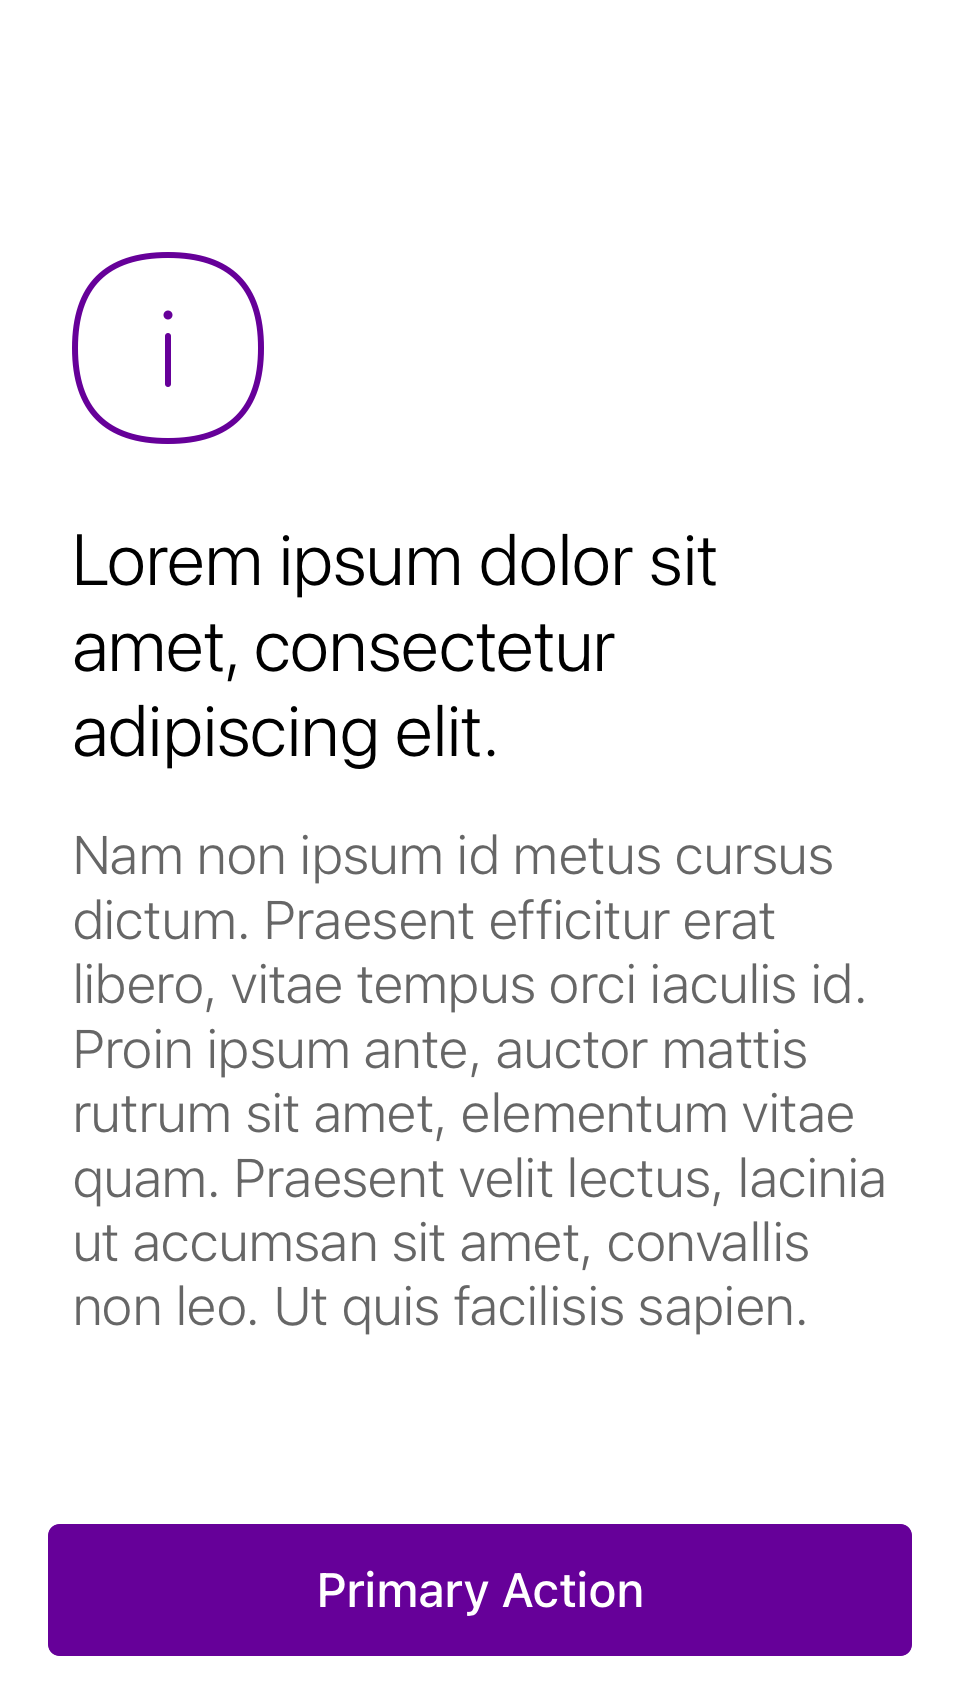 Lorem ipsum dolor sit
amet, consectetur
adipiscing elit.
Nam non ipsum id metus cursus
dictum. Praesent efficitur erat
libero, vitae tempus orci iaculis id.
Proin ipsum ante, auctor mattis
rutrum sit amet, elementum vitae
quam. Praesent velit lectus, lacinia
ut accumsan sit amet, convallis
non leo. Ut quis facilisis sapien.
Primary Action